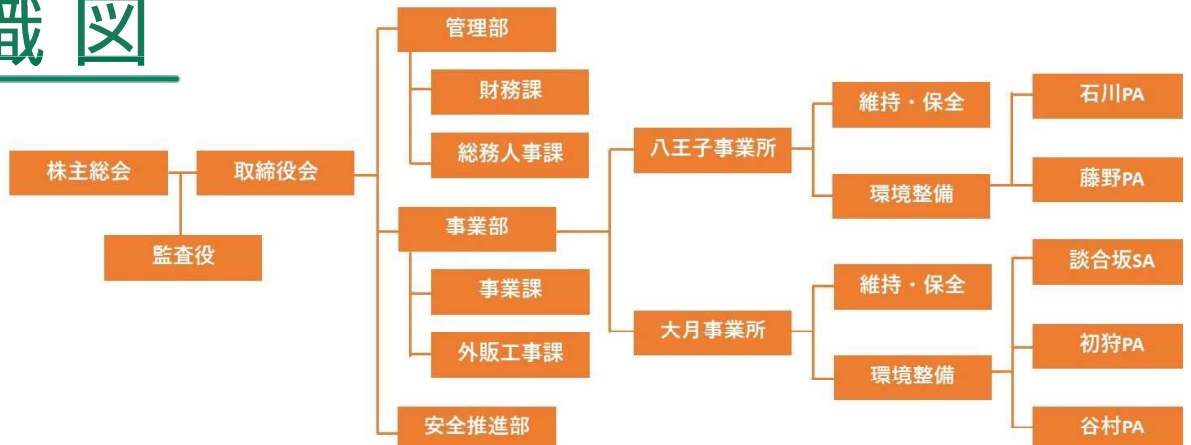 織図
管理部
財務課
総務人事課
株主総会
取締役会
監査役
事業部
事業課
外販工事課
安全推進部
八王子事業所
維持・保全
環境整備
石川PA
藤野PA
大月事業所
維持・保全
環境整備
談合坂SA
初狩PA
谷村PA